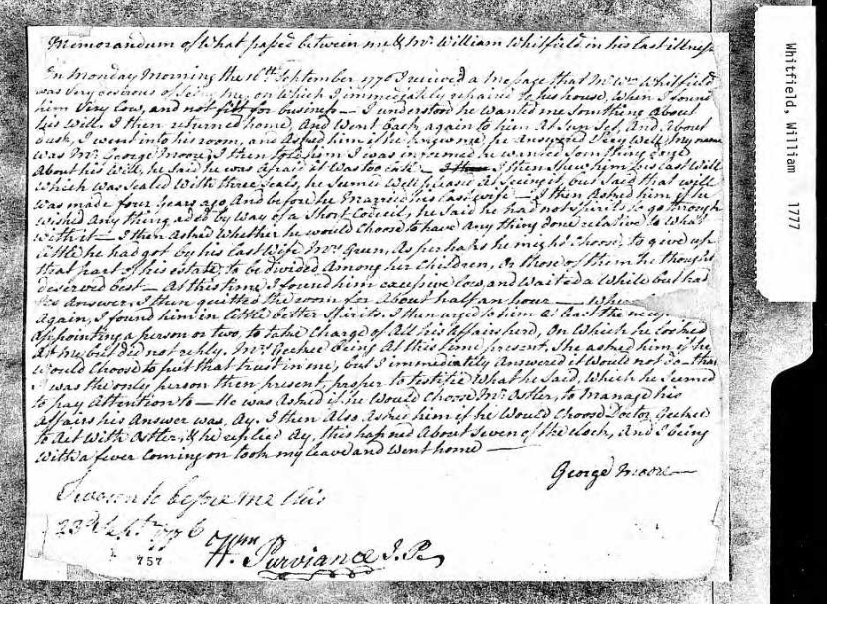 Memorandum of What passed between me & Mr. William Whitfield in his last illness
On Monday Morning the 16th September 1776 I received a message that Mr. Wm. Whitfield
was very desirous of seeing me, on Which I immediately repaired to his house, When I found
him Very low, and not fitt for business — I understood he wanted me Something About
his Will. I then returned home, And Went back again to him At Sun Set, And About
dusk, I went into his room, and Asked him if he knew me, he answered Very Well, My name
was Mr. George Moore, I then told him I was informed he wanted Something done
About his Will, he Said he was afraid it Was too late — I then Shew him his last Will
Which was Sealed With three Seals, he Seemed Well pleased At Seeing it, but Said that Will
was made four years ago, And before he Married his last wife — I then Asked him if he
wished Any thing added by Way of a Short Codecil, he Said he had not Spirits to go through
With it — I then Asked Whether he would Choose to have Any thing done relative to What
little he had got by his last Wife Mrs. Green, As perhaps he might Choose, to give up
that part of his estate, to be divided Among her Children, Or those of them he thought
deserved best — At this time I found him excessive low, and Waited a While but had
no Answer, I then quitted the room for About half an hour —
again, I found him in little better Spirits. I then urged to him at least the
Appointing a person or two, to take Charge of All his Affairs, On Which he looked
At me, but did not reply. Mrs. Geekee Being At this time present, She asked him if he
Would Choose to put that trust in me, but I immediately Answered it Would not do — that
I was the only person then present, proper to testifie What he Said, Which he Seemed
to pay Attention to — He was Asked if he Would Choose Mr. Ostler, to Manage his
Affairs his Answer was, Ay. I then Also Asked him if he Would Choose Doctor Geekee
to Act With Ostler, & he replied Ay, this happned About Seven of the Clock, And I being
With a fever Coming on took my leave and Went home —
George Moore
Sworn to before me this
23rd Sept. 1776
Wm. Purviance J. P.
757
Whitfield, William 1777